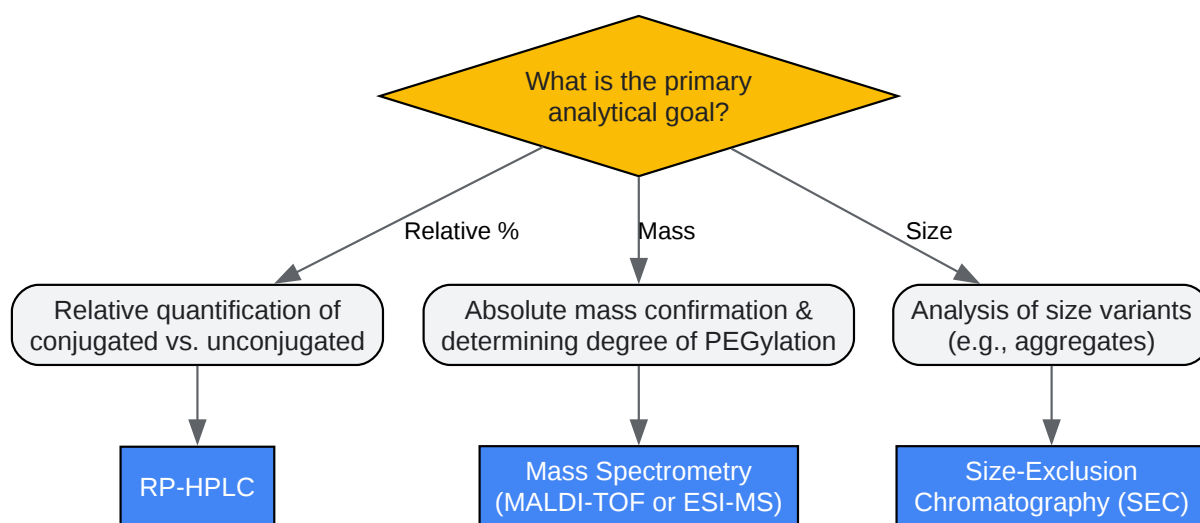 What is the primary
analytical goal?
Relative %
Mass
Size
Relative quantification of
conjugated vs. unconjugated
Absolute mass confirmation &
determining degree of PEGylation
Analysis of size variants
(e.g., aggregates)
RP-HPLC
Mass Spectrometry
(MALDI-TOF or ESI-MS)
Size-Exclusion
Chromatography (SEC)